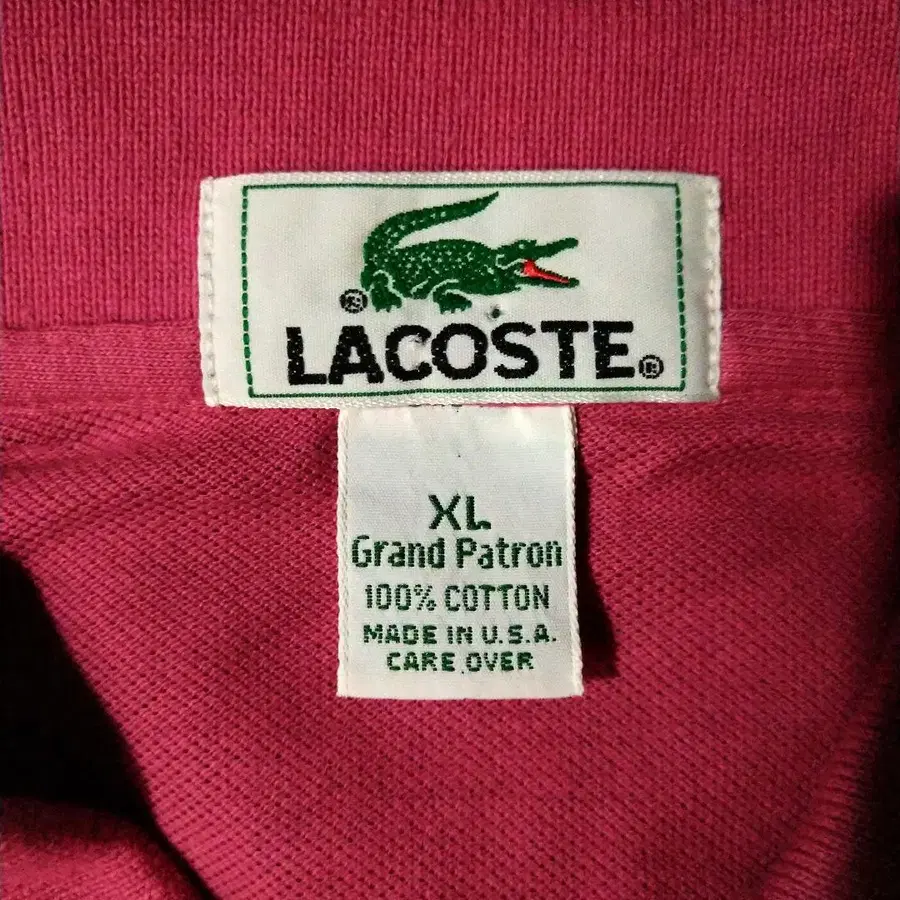 ®
LACOSTE®
XL
Grand Patron
100% COTTON
MADE IN U.S.A.
CARE OVER